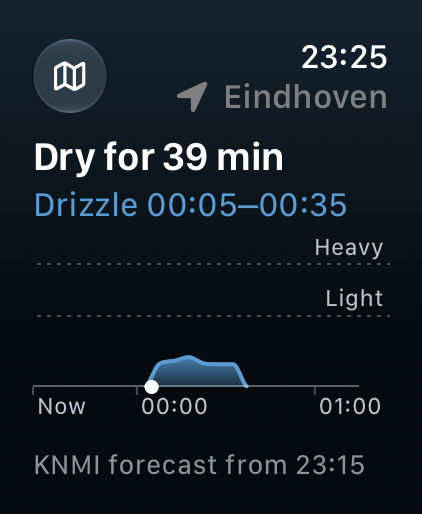 23:25
Eindhoven
Dry for 39 min
Drizzle 00:05–00:35
Heavy
Light
Now 00:00 01:00
KNMI forecast from 23:15